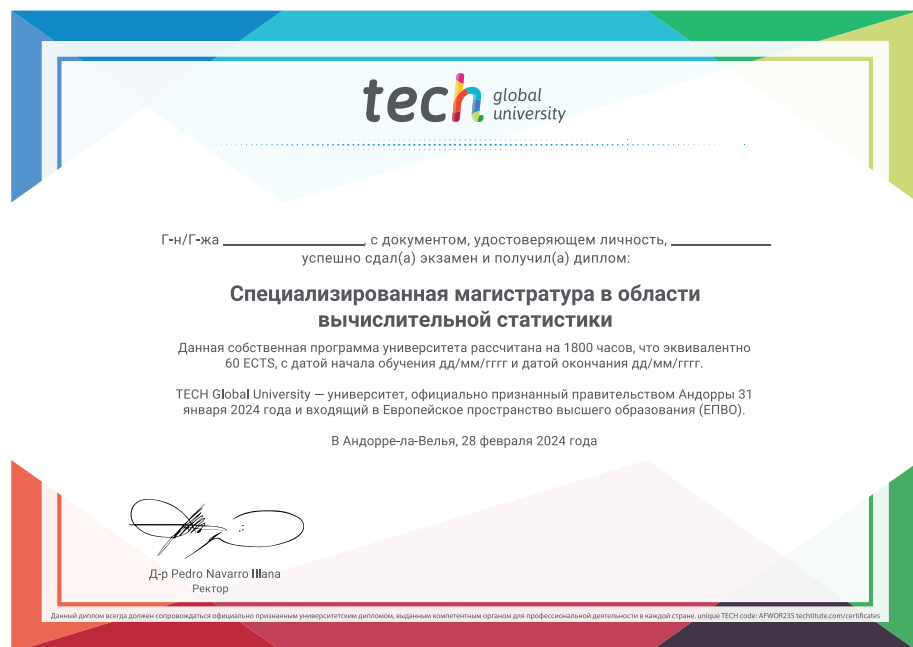 tech global university
Г-н/Г-жа ____________________, с документом, удостоверяющем личность, ______________
успешно сдал(а) экзамен и получил(а) диплом:
Специализированная магистратура в области
вычислительной статистики
Данная собственная программа университета рассчитана на 1800 часов, что эквивалентно
60 ECTS, с датой начала обучения дд/мм/гггг и датой окончания дд/мм/гггг.
TECH Global University — университет, официально признанный правительством Андорры 31
января 2024 года и входящий в Европейское пространство высшего образования (ЕПВО).
В Андорре-ла-Велья, 28 февраля 2024 года
Д-р Pedro Navarro Illana
Ректор
Данный диплом всегда должен сопровождаться официально признанным университетским дипломом, выданным компетентным органом для профессиональной деятельности в каждой стране. unique TECH code: AFWOR23S techtitute.com/certificates